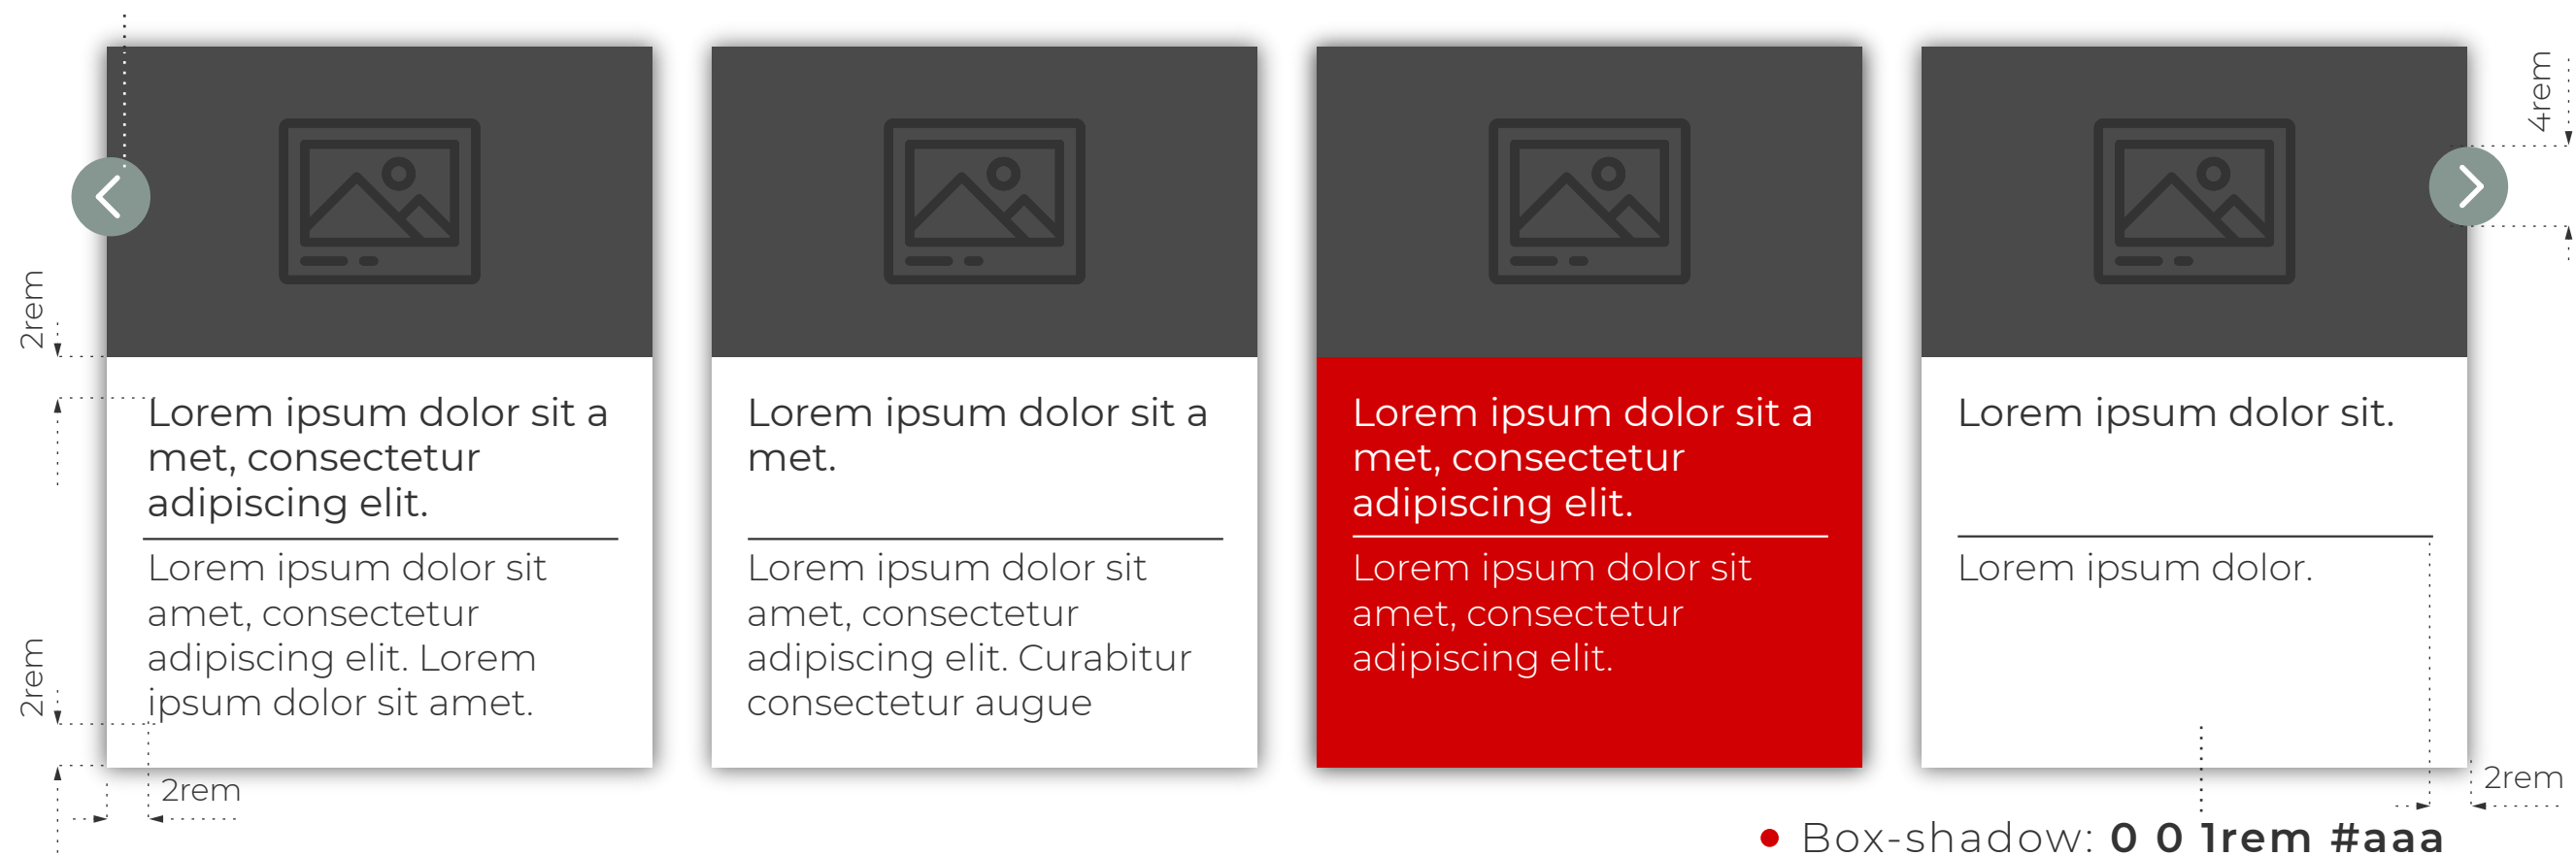 4rem
2rem
Lorem ipsum dolor sit a
met, consectetur
adipiscing elit.
Lorem ipsum dolor sit
amet, consectetur
adipiscing elit. Lorem
ipsum dolor sit amet.
Lorem ipsum dolor sit a
met.
Lorem ipsum dolor sit
amet, consectetur
adipiscing elit. Curabitur
consectetur augue
Lorem ipsum dolor sit a
met, consectetur
adipiscing elit.
Lorem ipsum dolor sit
amet, consectetur
adipiscing elit.
Lorem ipsum dolor sit.
Lorem ipsum dolor.
2rem
2rem
2rem
Box-shadow: 0 0 1rem #aaa